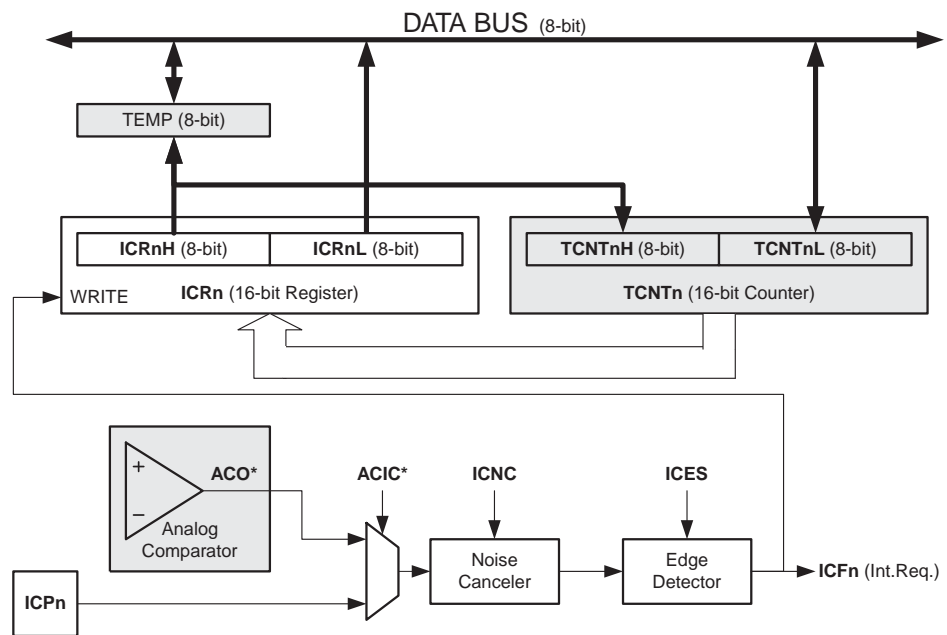 DATA BUS (8-bit)
TEMP (8-bit)
ICRnH (8-bit) ICRnL (8-bit)
WRITE
ICRn (16-bit Register)
TCNTnH (8-bit) TCNTnL (8-bit)
TCNTn (16-bit Counter)
+
−
ACO*
Analog
Comparator
ACIC*
ICNC
ICES
Noise
Canceler
Edge
Detector
ICFn (Int.Req.)
ICPn